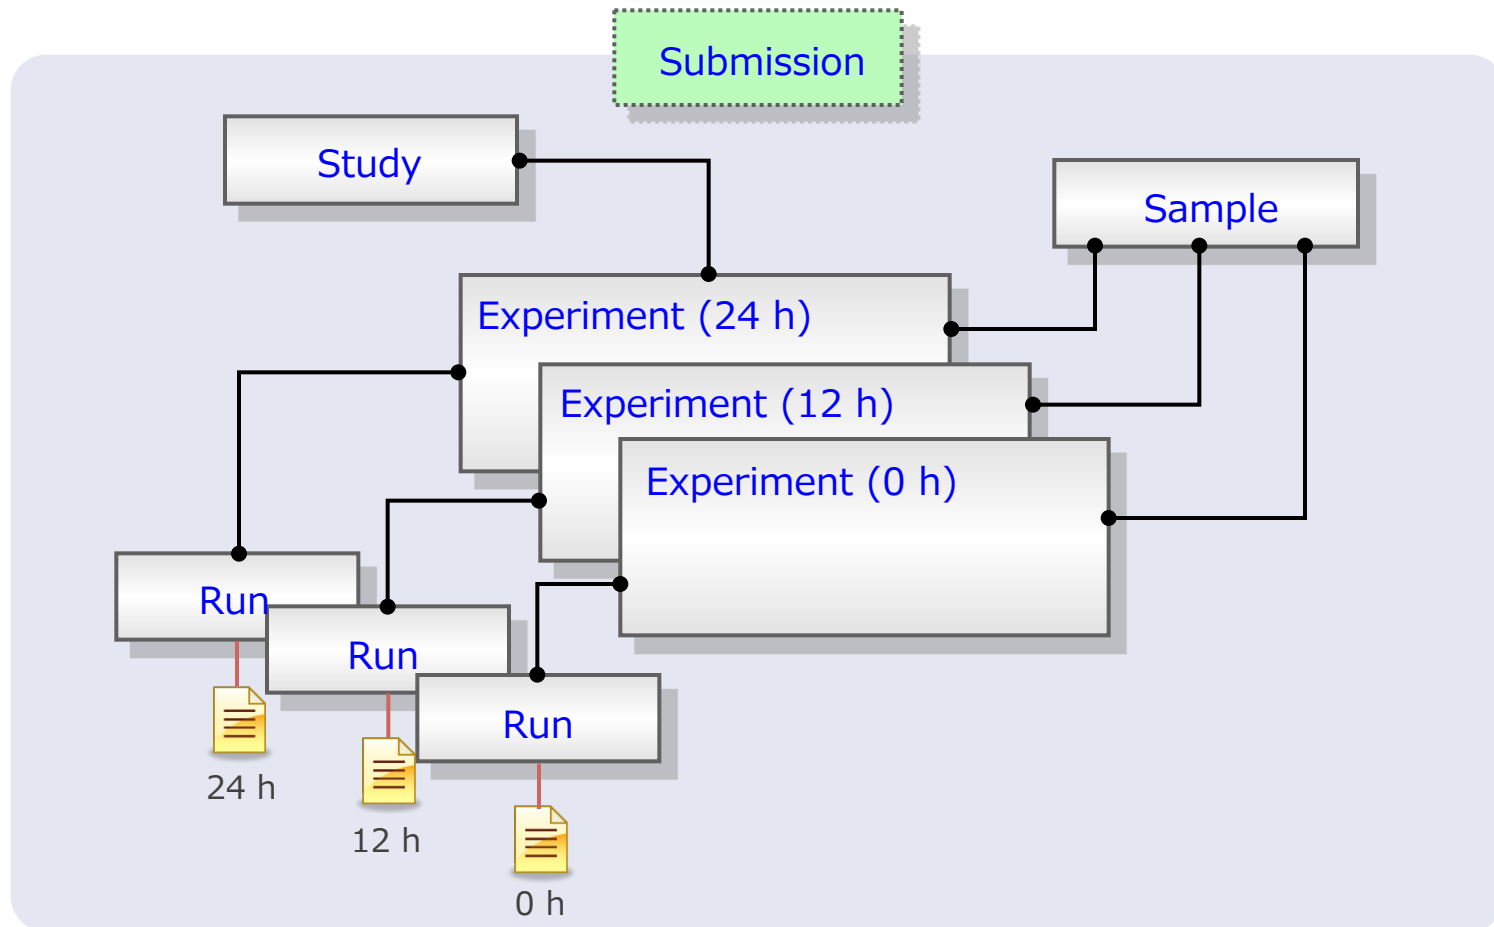 Submission
Study
Sample
Experiment (24 h)
Experiment (12 h)
Experiment (0 h)
Run
Run
Run
24 h
12 h
0 h